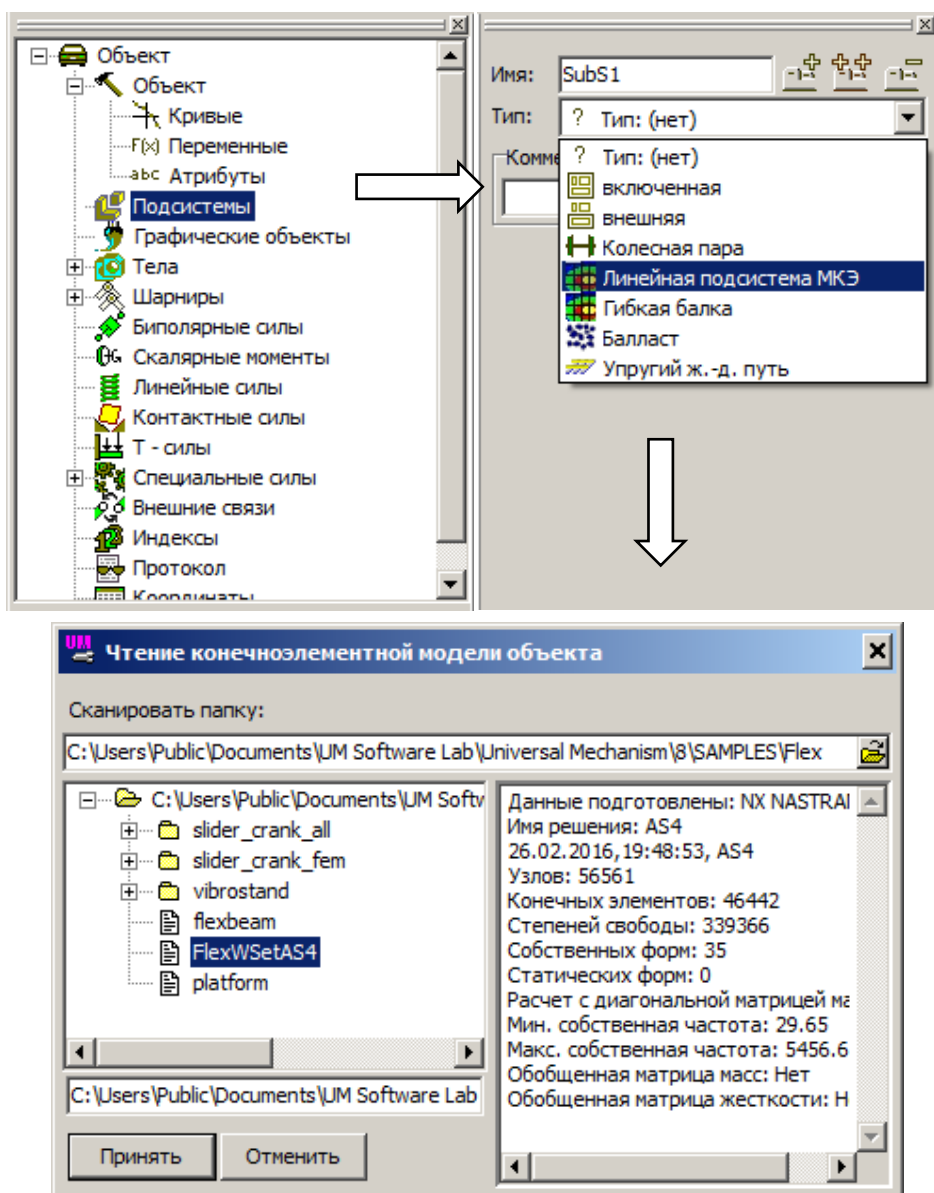 Объект
Объект
Кривые
F(x) Переменные
abc Атрибуты
Подсистемы
Графические объекты
Тела
Шарниры
Биполярные силы
Скалярные моменты
Линейные силы
Контактные силы
Т - силы
Специальные силы
Внешние связи
Индексы
Протокол
Координаты
Имя: SubS1
Тип: ? Тип: (нет)
Комме
? Тип: (нет)
включенная
внешняя
Колесная пара
Линейная подсистема МКЭ
Гибкая балка
Балласт
Упругий ж.-д. путь
UM Чтение конечноэлементной модели объекта
Сканировать папку:
C:\Users\Public\Documents\UM Software Lab\Universal Mechanism\8\SAMPLES\Flex
C:\Users\Public\Documents\UM Softw
slider_crank_all
slider_crank_fem
vibrostand
flexbeam
FlexWSetAS4
platform
C:\Users\Public\Documents\UM Software Lab
Принять Отменить
Данные подготовлены: NX NASTRA
Имя решения: AS4
26.02.2016,19:48:53, AS4
Узлов: 56561
Конечных элементов: 46442
Степеней свободы: 339366
Собственных форм: 35
Статических форм: 0
Расчет с диагональной матрицей ма
Мин. собственная частота: 29.65
Макс. собственная частота: 5456.6
Обобщенная матрица масс: Нет
Обобщенная матрица жесткости: Н